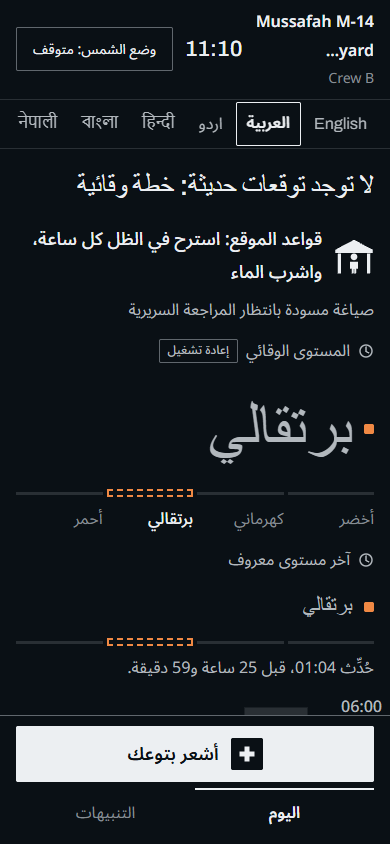 Mussafah M-14
yard...
Crew B
11:10
وضع الشمس: متوقف
English
العربية
اردو
हिन्दी
বাংলা
नेपाली
لا توجد توقعات حديثة: خطة وقائية
قواعد الموقع: استرح في الظل كل ساعة،
واشرب الماء
صياغة مسودة بانتظار المراجعة السريرية
المستوى الوقائي
إعادة تشغيل
برتقالي
أخضر
كهرماني
برتقالي
أحمر
آخر مستوى معروف
برتقالي
حُدِّث 01:04، قبل 25 ساعة و59 دقيقة.
06:00
أشعر بتوعك
اليوم
التنبيهات